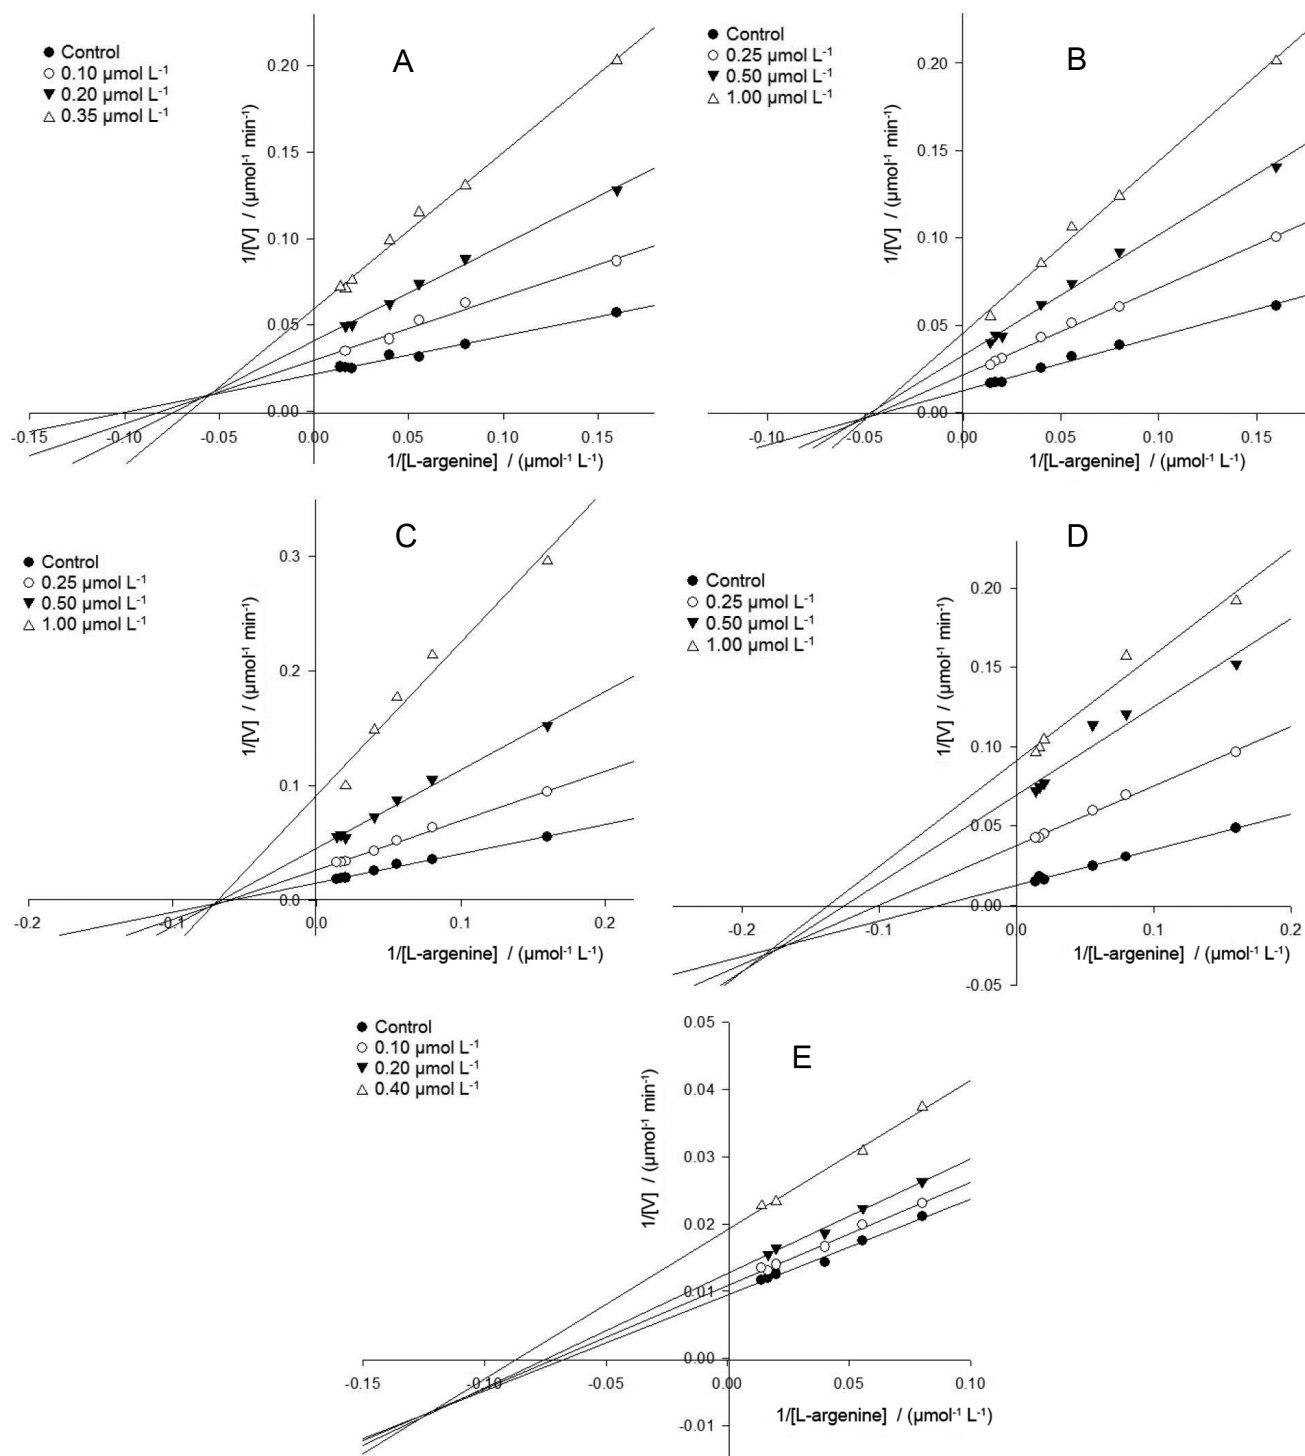 A
Control
0.10 µmol L⁻¹
0.20 µmol L⁻¹
0.35 µmol L⁻¹
1/[V] / (µmol⁻¹ min⁻¹)
0.20
0.15
0.10
0.05
0.00
-0.15
-0.10
-0.05
0.00
0.05
0.10
0.15
1/[L-argenine] / (µmol⁻¹ L⁻¹)
B
Control
0.25 µmol L⁻¹
0.50 µmol L⁻¹
1.00 µmol L⁻¹
1/[V] / (µmol⁻¹ min⁻¹)
0.20
0.15
0.10
0.05
0.00
-0.10
-0.05
0.00
0.05
0.10
0.15
1/[L-argenine] / (µmol⁻¹ L⁻¹)
C
Control
0.25 µmol L⁻¹
0.50 µmol L⁻¹
1.00 µmol L⁻¹
1/[V] / (µmol⁻¹ min⁻¹)
0.3
0.2
0.1
0.0
-0.2
-0.1
0.0
0.1
0.2
1/[L-argenine] / (µmol⁻¹ L⁻¹)
D
Control
0.25 µmol L⁻¹
0.50 µmol L⁻¹
1.00 µmol L⁻¹
1/[V] / (µmol⁻¹ min⁻¹)
0.20
0.15
0.10
0.05
0.00
-0.05
-0.2
-0.1
0.0
0.1
0.2
1/[L-argenine] / (µmol⁻¹ L⁻¹)
E
Control
0.10 µmol L⁻¹
0.20 µmol L⁻¹
0.40 µmol L⁻¹
1/[V] / (µmol⁻¹ min⁻¹)
0.05
0.04
0.03
0.02
0.01
0.00
-0.01
-0.15
-0.10
-0.05
0.00
0.05
0.10
1/[L-argenine] / (µmol⁻¹ L⁻¹)